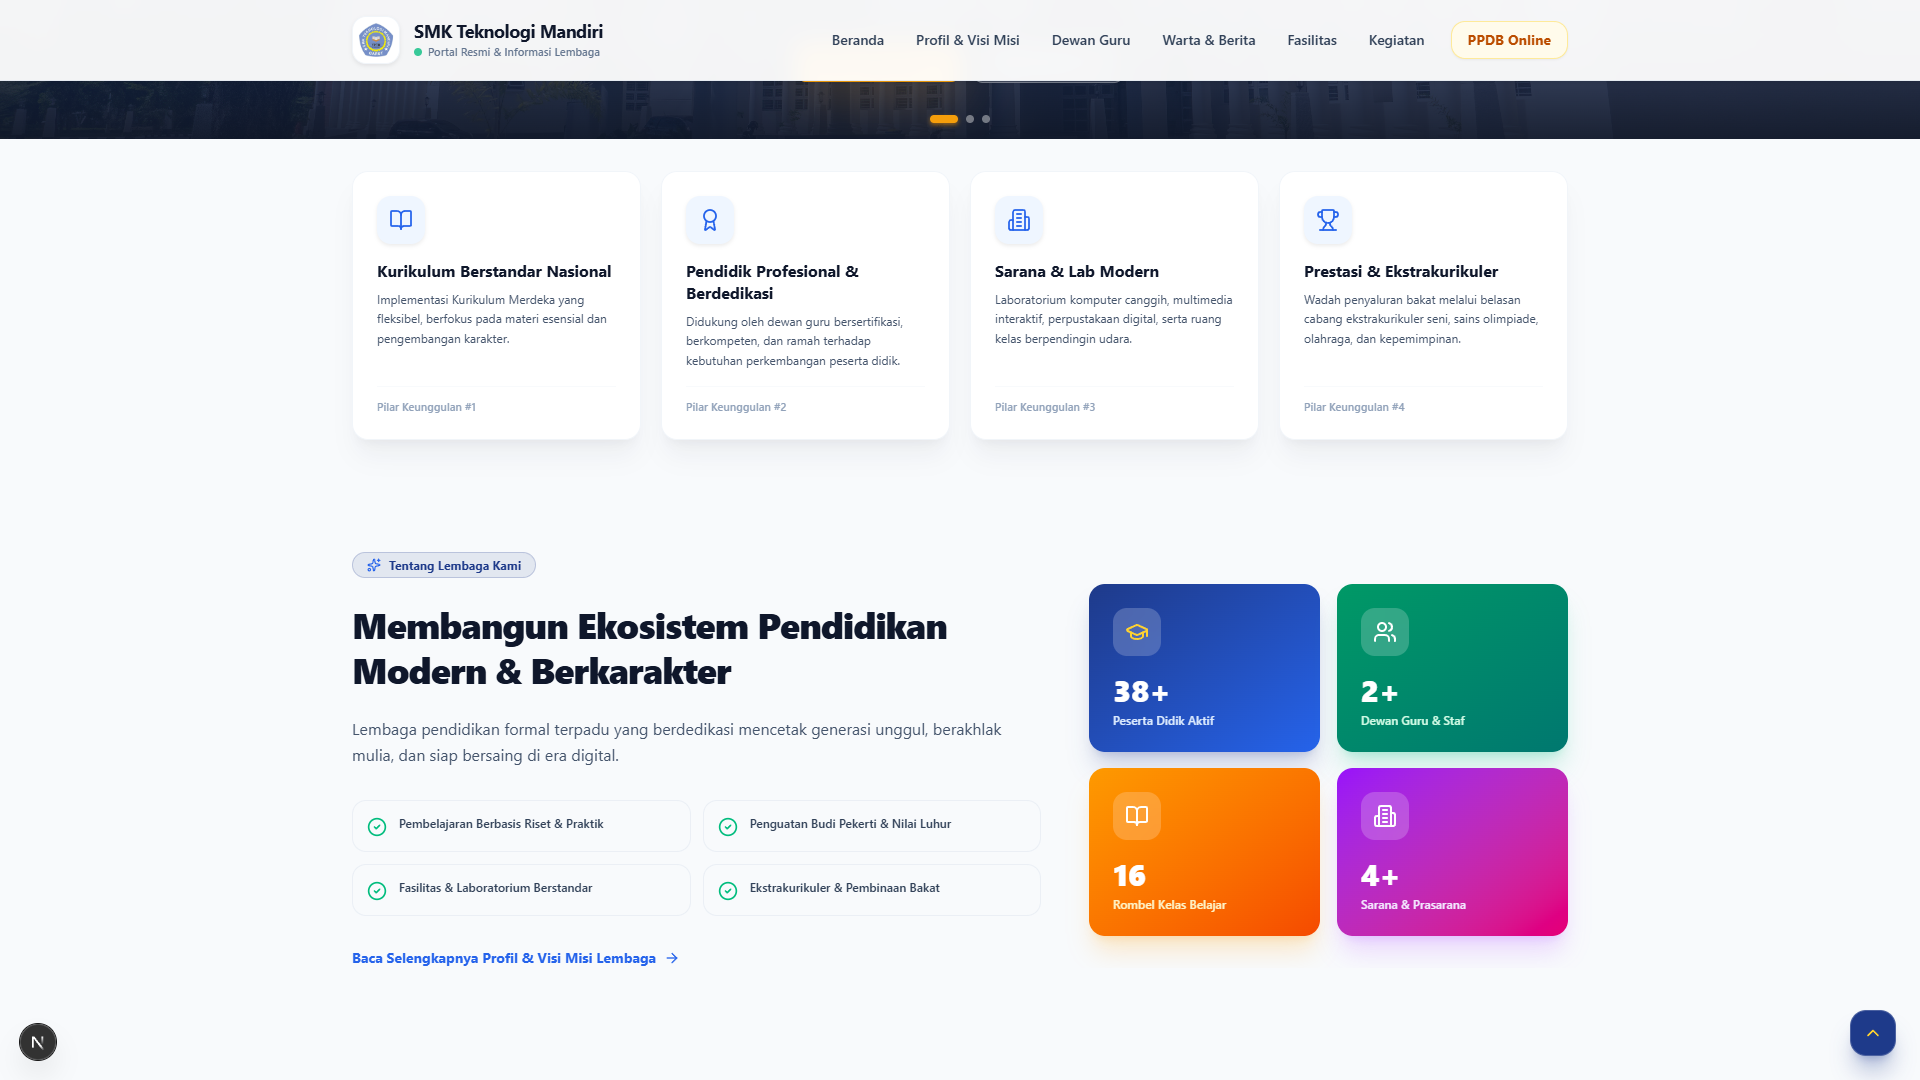 SMK Teknologi Mandiri
Portal Resmi & Informasi Lembaga
Beranda
Profil & Visi Misi
Dewan Guru
Warta & Berita
Fasilitas
Kegiatan
PPDB Online
Kurikulum Berstandar Nasional
Implementasi Kurikulum Merdeka yang
fleksibel, berfokus pada materi esensial dan
pengembangan karakter.
Pilar Keunggulan #1
Pendidik Profesional &
Berdedikasi
Didukung oleh dewan guru bersertifikasi,
berkompeten, dan ramah terhadap
kebutuhan perkembangan peserta didik.
Pilar Keunggulan #2
Sarana & Lab Modern
Laboratorium komputer canggih, multimedia
interaktif, perpustakaan digital, serta ruang
kelas berpendingin udara.
Pilar Keunggulan #3
Prestasi & Ekstrakurikuler
Wadah penyaluran bakat melalui belasan
cabang ekstrakurikuler seni, sains olimpiade,
olahraga, dan kepemimpinan.
Pilar Keunggulan #4
Tentang Lembaga Kami
Membangun Ekosistem Pendidikan
Modern & Berkarakter
Lembaga pendidikan formal terpadu yang berdedikasi mencetak generasi unggul, berakhlak
mulia, dan siap bersaing di era digital.
Pembelajaran Berbasis Riset & Praktik
Penguatan Budi Pekerti & Nilai Luhur
Fasilitas & Laboratorium Berstandar
Ekstrakurikuler & Pembinaan Bakat
Baca Selengkapnya Profil & Visi Misi Lembaga
38+
Peserta Didik Aktif
2+
Dewan Guru & Staf
16
Rombel Kelas Belajar
4+
Sarana & Prasarana
N